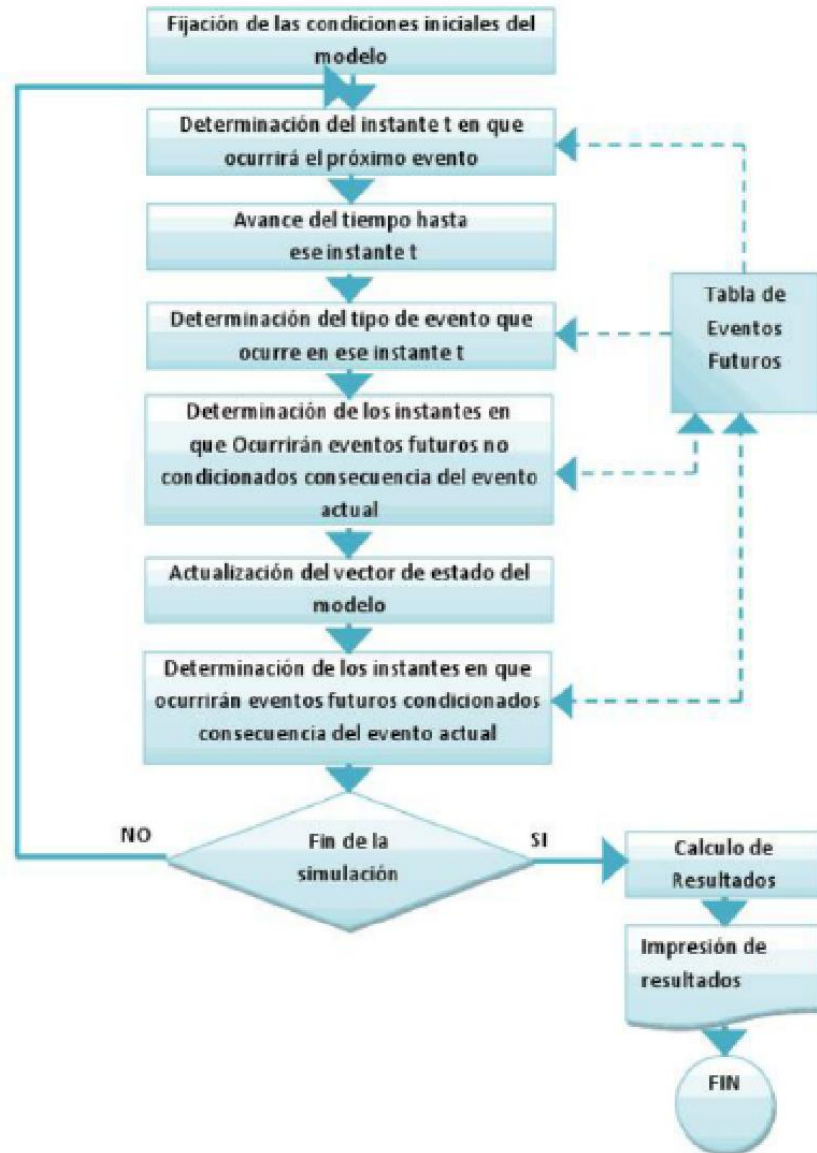 Fijación de las condiciones iniciales del
modelo
Determinación del instante t en que
ocurrirá el próximo evento
Avance del tiempo hasta
ese instante t
Determinación del tipo de evento que
ocurre en ese instante t
Tabla de
Eventos
Futuros
Determinación de los instantes en
que Ocurrirán eventos futuros no
condicionados consecuencia del evento
actual
Actualización del vector de estado del
modelo
Determinación de los instantes en que
ocurrirán eventos futuros condicionados
consecuencia del evento actual
NO
Fin de la
simulación
SI
Calculo de
Resultados
Impresión de
resultados
FIN